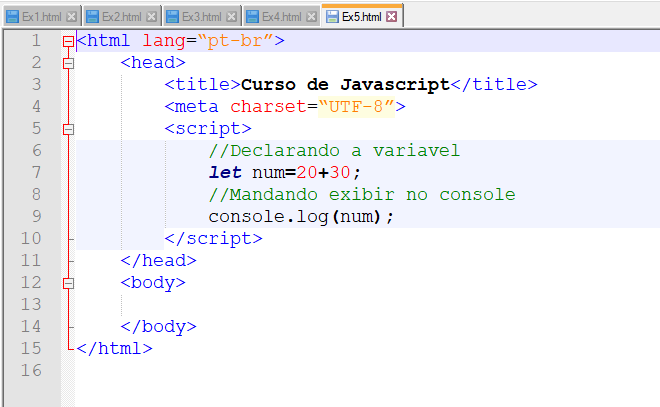 Ex1.html Ex2.html Ex3.html Ex4.html Ex5.html
1 <html lang=“pt-br”>
2 <head>
3 <title>Curso de Javascript</title>
4 <meta charset=“UTF-8”>
5 <script>
6 //Declarando a variavel
7 let num=20+30;
8 //Mandando exibir no console
9 console.log(num);
10 </script>
11 </head>
12 <body>
13
14 </body>
15 </html>
16